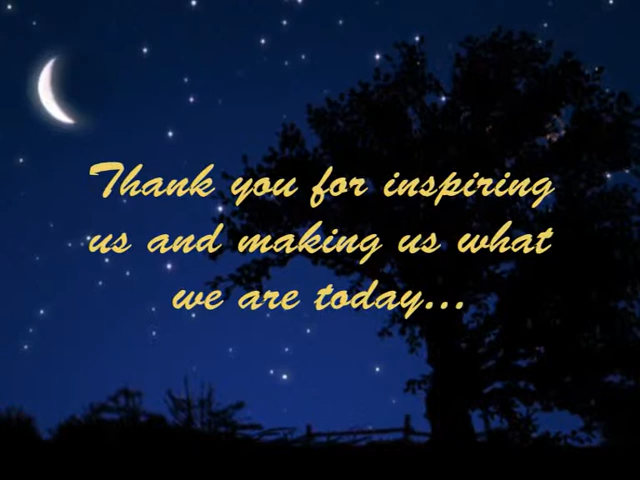 Thank you for inspiring
us and making us what
we are today...